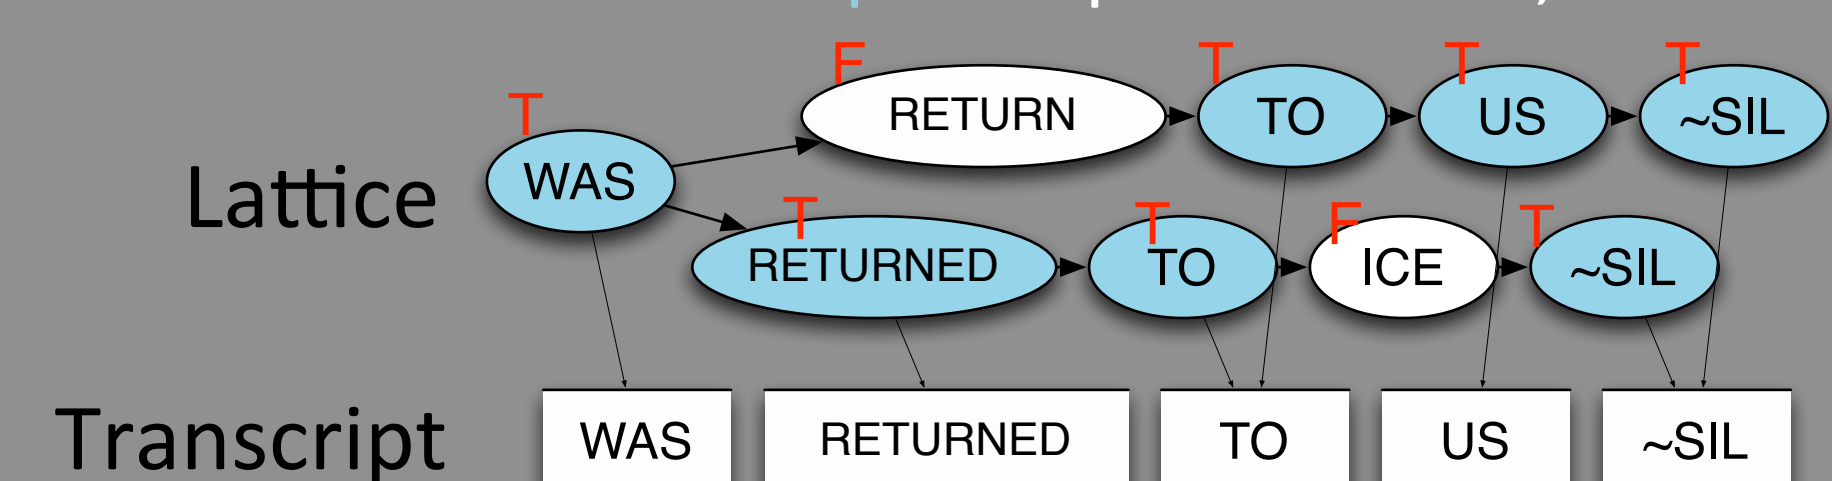 F T T T
T RETURN TO US ~SIL
Lattice WAS
T T F T
RETURNED TO ICE ~SIL
Transcript WAS RETURNED TO US ~SIL